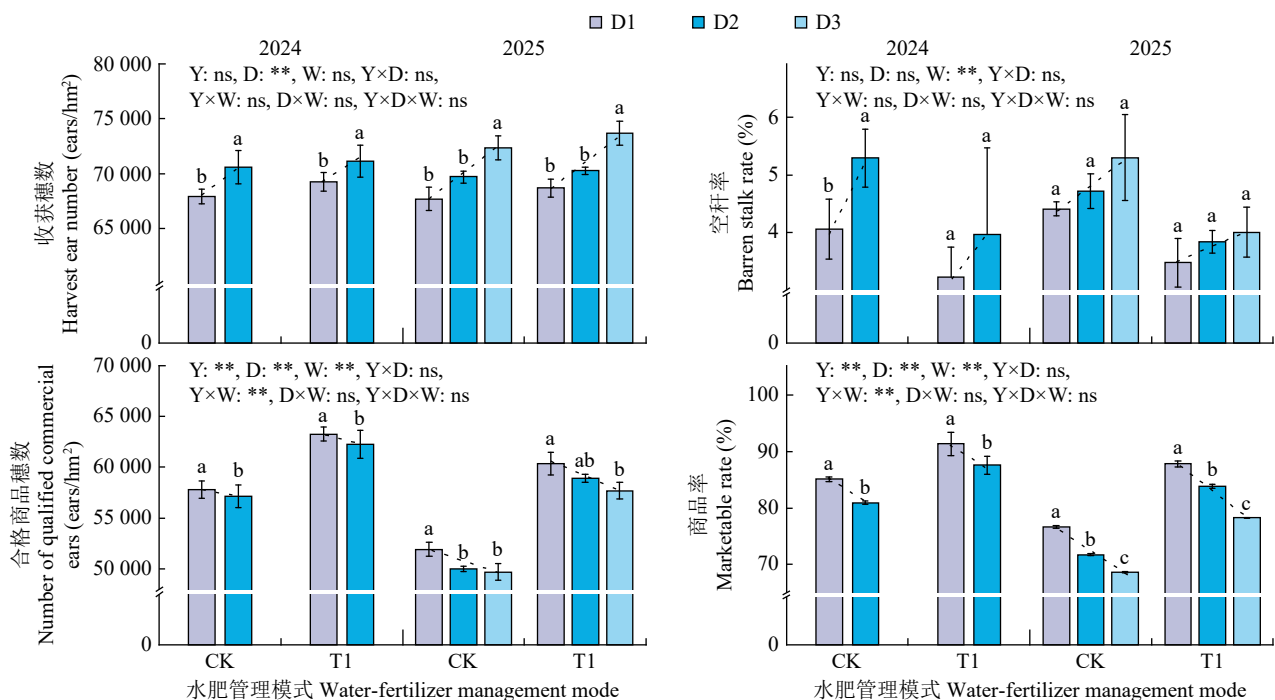 D1 D2 D3
2024 2025
80 000
75 000
70 000
65 000
0
收获穗数
Harvest ear number (ears/hm²)
Y: ns, D: **, W: ns, Y×D: ns,
Y×W: ns, D×W: ns, Y×D×W: ns
b a b a b b a b b a
2024 2025
6
5
4
0
空秆率
Barren stalk rate (%)
Y: ns, D: ns, W: **, Y×D: ns,
Y×W: ns, D×W: ns, Y×D×W: ns
b a a a a a a a a a
70 000
65 000
60 000
55 000
50 000
0
合格商品穗数
Number of qualified commercial
ears (ears/hm²)
Y: **, D: **, W: **, Y×D: ns,
Y×W: **, D×W: ns, Y×D×W: ns
a b a b a b b a ab b
CK T1 CK T1
水肥管理模式 Water-fertilizer management mode
100
90
80
70
0
商品率
Marketable rate (%)
Y: **, D: **, W: **, Y×D: ns,
Y×W: **, D×W: ns, Y×D×W: ns
a b a b a b c a b c
CK T1 CK T1
水肥管理模式 Water-fertilizer management mode